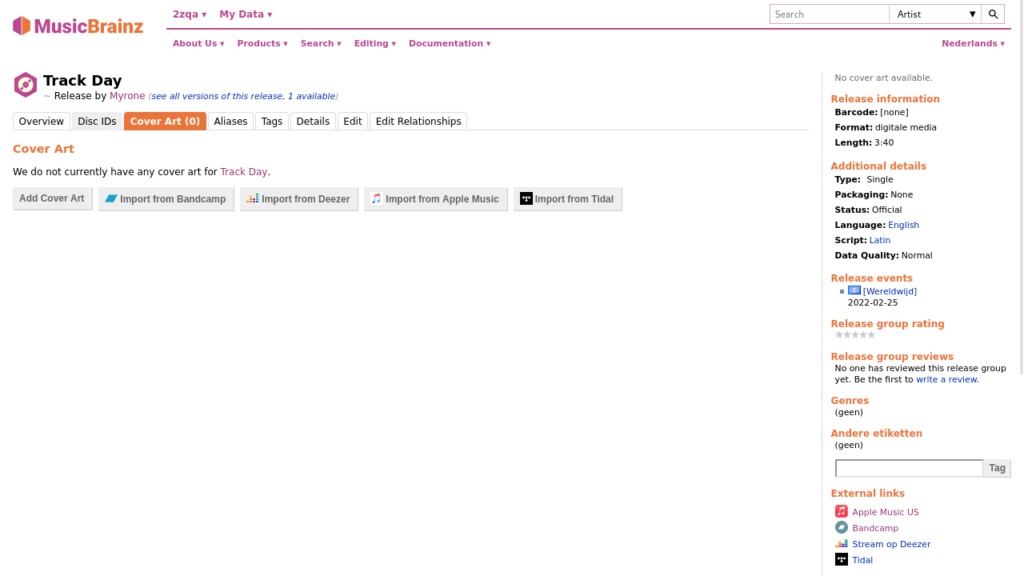 MusicBrainz
2zqa ▾ My Data ▾
Search Artist ▼
About Us ▾ Products ▾ Search ▾ Editing ▾ Documentation ▾ Nederlands ▾
Track Day
~ Release by Myrone (see all versions of this release, 1 available)
Overview Disc IDs Cover Art (0) Aliases Tags Details Edit Edit Relationships
Cover Art
We do not currently have any cover art for Track Day.
Add Cover Art Import from Bandcamp Import from Deezer Import from Apple Music Import from Tidal
No cover art available.
Release information
Barcode: [none]
Format: digitale media
Length: 3:40
Additional details
Type: Single
Packaging: None
Status: Official
Language: English
Script: Latin
Data Quality: Normal
Release events
[Wereldwijd]
2022-02-25
Release group rating
★★★★★
Release group reviews
No one has reviewed this release group
yet. Be the first to write a review.
Genres
(geen)
Andere etiketten
(geen)
Tag
External links
Apple Music US
Bandcamp
Stream op Deezer
Tidal